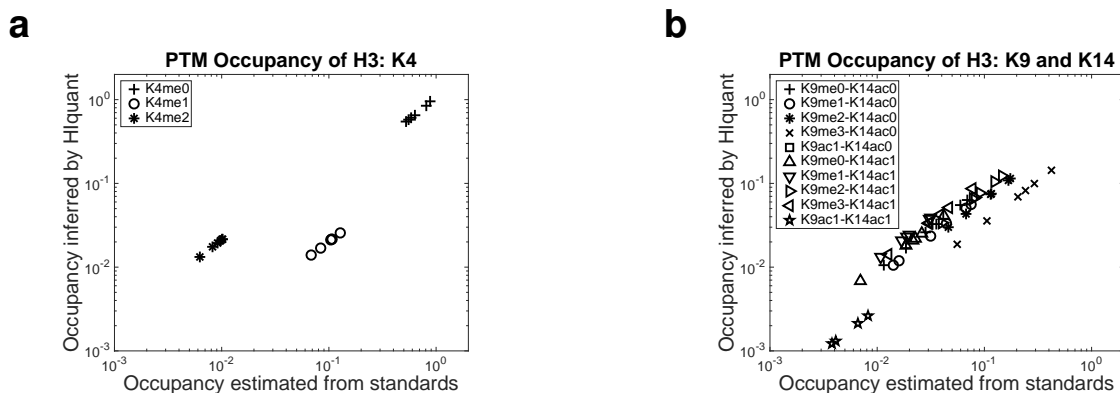 a
PTM Occupancy of H3: K4
Occupancy inferred by HIquant
10^0
10^-1
10^-2
10^-3
K4me0
K4me1
K4me2
10^-3 10^-2 10^-1 10^0
Occupancy estimated from standards
b
PTM Occupancy of H3: K9 and K14
Occupancy inferred by HIquant
10^0
10^-1
10^-2
10^-3
K9me0-K14ac0
K9me1-K14ac0
K9me2-K14ac0
K9me3-K14ac0
K9ac1-K14ac0
K9me0-K14ac1
K9me1-K14ac1
K9me2-K14ac1
K9me3-K14ac1
K9ac1-K14ac1
10^-3 10^-2 10^-1 10^0
Occupancy estimated from standards